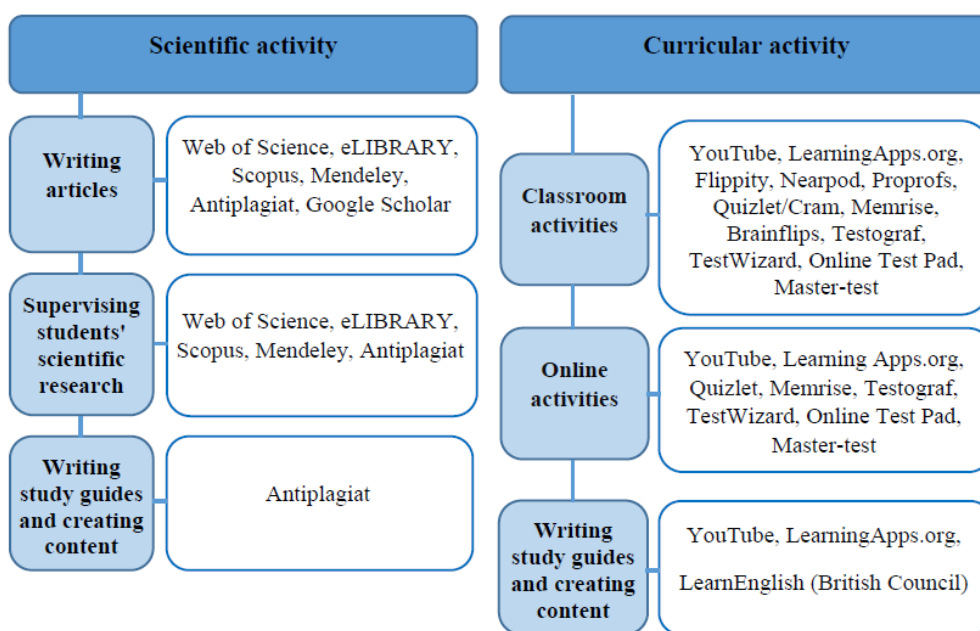 Scientific activity
Writing
articles
Web of Science, eLIBRARY,
Scopus, Mendeley,
Antiplagiat, Google Scholar
Supervising
students'
scientific
research
Web of Science, eLIBRARY,
Scopus, Mendeley, Antiplagiat
Writing
study guides
and creating
content
Antiplagiat
Curricular activity
Classroom
activities
YouTube, LearningApps.org,
Flippity, Nearpod, Proprofs,
Quizlet/Cram, Memrise,
Brainflips, Testograf,
TestWizard, Online Test Pad,
Master-test
Online
activities
YouTube, Learning Apps.org,
Quizlet, Memrise, Testograf,
TestWizard, Online Test Pad,
Master-test
Writing
study guides
and creating
content
YouTube, LearningApps.org,
LearnEnglish (British Council)